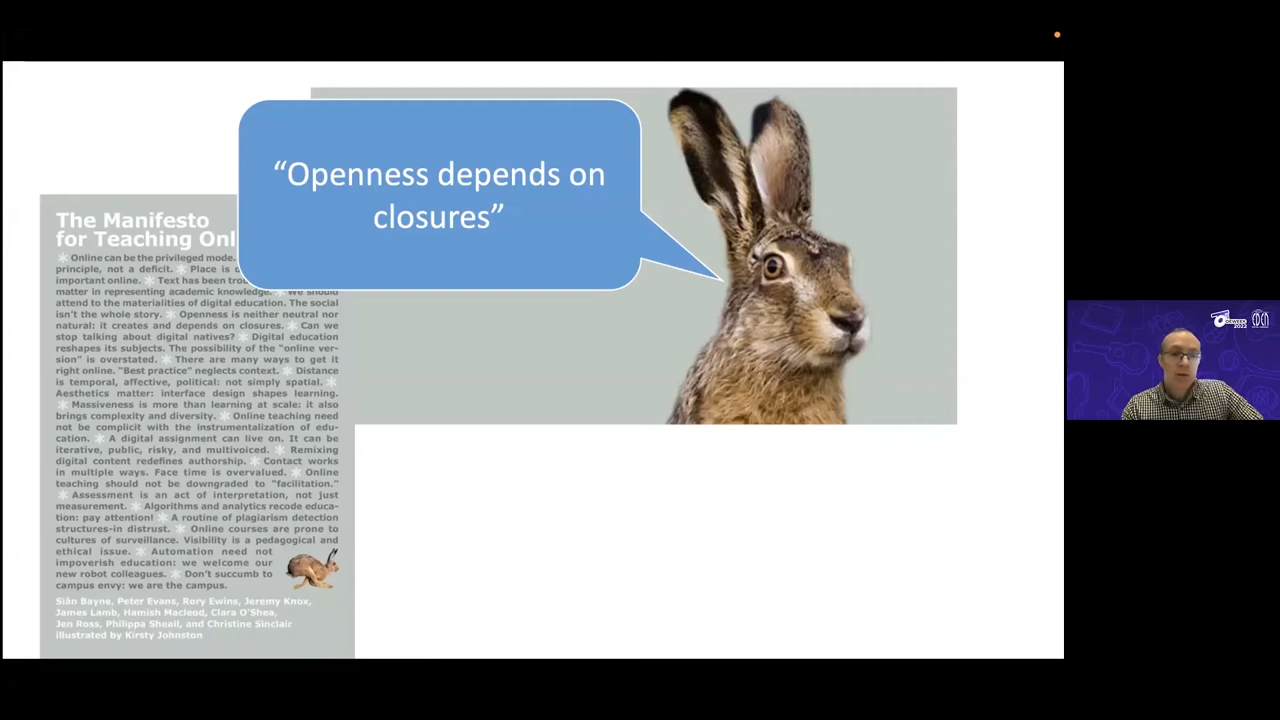 “Openness depends on
closures”
The Manifesto
for Teaching Onl
✳ Online can be the privileged mode.
principle, not a deficit. ✳ Place is
important online. ✳ Text has been
matter in representing academic knowledge. ✳ We should
attend to the materialities of digital education. The social
isn’t the whole story. ✳ Openness is neither neutral nor
natural: it creates and depends on closures. ✳ Can we
stop talking about digital natives? ✳ Digital education
reshapes its subjects. The possibility of the “online ver-
sion” is overstated. ✳ There are many ways to get it
right online. “Best practice” neglects context. ✳ Distance
is temporal, affective, political: not simply spatial. ✳
Aesthetics matter: interface design shapes learning.
✳ Massiveness is more than learning at scale: it also
brings complexity and diversity. ✳ Online teaching need
not be complicit with the instrumentalization of edu-
cation. ✳ A digital assignment can live on. It can be
iterative, public, risky, and multivoiced. ✳ Remixing
digital content redefines authorship. ✳ Contact works
in multiple ways. Face time is overvalued. ✳ Online
teaching should not be downgraded to “facilitation.”
✳ Assessment is an act of interpretation, not just
measurement. ✳ Algorithms and analytics recode educa-
tion: pay attention! ✳ A routine of plagiarism detection
structures-in distrust. ✳ Online courses are prone to
cultures of surveillance. Visibility is a pedagogical and
ethical issue. ✳ Automation need not
impoverish education: we welcome our
new robot colleagues. ✳ Don’t succumb to
campus envy: we are the campus.
Siân Bayne, Peter Evans, Rory Ewins, Jeremy Knox,
James Lamb, Hamish Macleod, Clara O’Shea,
Jen Ross, Philippa Sheail, and Christine Sinclair
illustrated by Kirsty Johnston
OEWEEK
2022